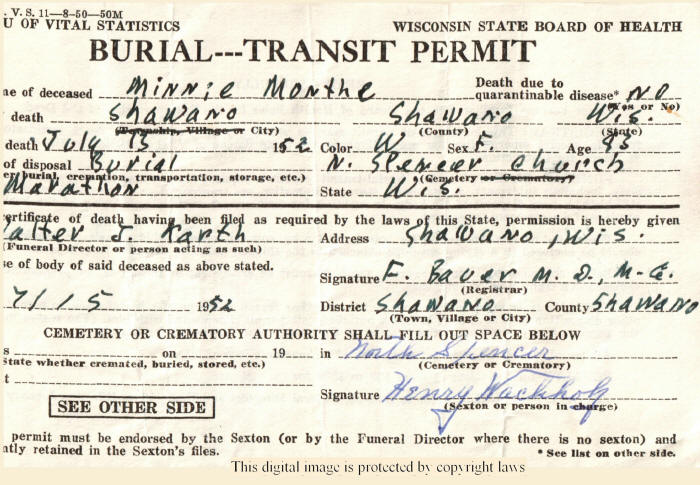 . V. S. 11—8-50—50M
U OF VITAL STATISTICS WISCONSIN STATE BOARD OF HEALTH
BURIAL---TRANSIT PERMIT
me of deceased Minnie Monthe Death due to quarantinable disease* NO
(Yes or No)
death Shawano Shawano Wis.
(Township, Village or City) (County) (State)
death July 13 1952 Color W Sex F. Age 85
of disposal Burial N. Spencer Church
er burial, cremation, transportation, storage, etc.) (Cemetery or Crematory)
Marathon State Wis.
ertificate of death having been filed as required by the laws of this State, permission is hereby given
alter J. Karth Address Shawano, Wis.
(Funeral Director or person acting as such)
se of body of said deceased as above stated.
Signature F. Bauer M. D.,
(Registrar)
7/15 1952 District Shawano County Shawano
(Town, Village or City)
CEMETERY OR CREMATORY AUTHORITY SHALL FILL OUT SPACE BELOW
s on 19 in North Spencer
State whether cremated, buried, stored, etc.) (Cemetery or Crematory)
t
Signature Henry Wachholz
(Sexton or person in charge)
SEE OTHER SIDE
permit must be endorsed by the Sexton (or by the Funeral Director where there is no sexton) and
ntly retained in the Sexton's files. * See list on other side.
This digital image is protected by copyright laws